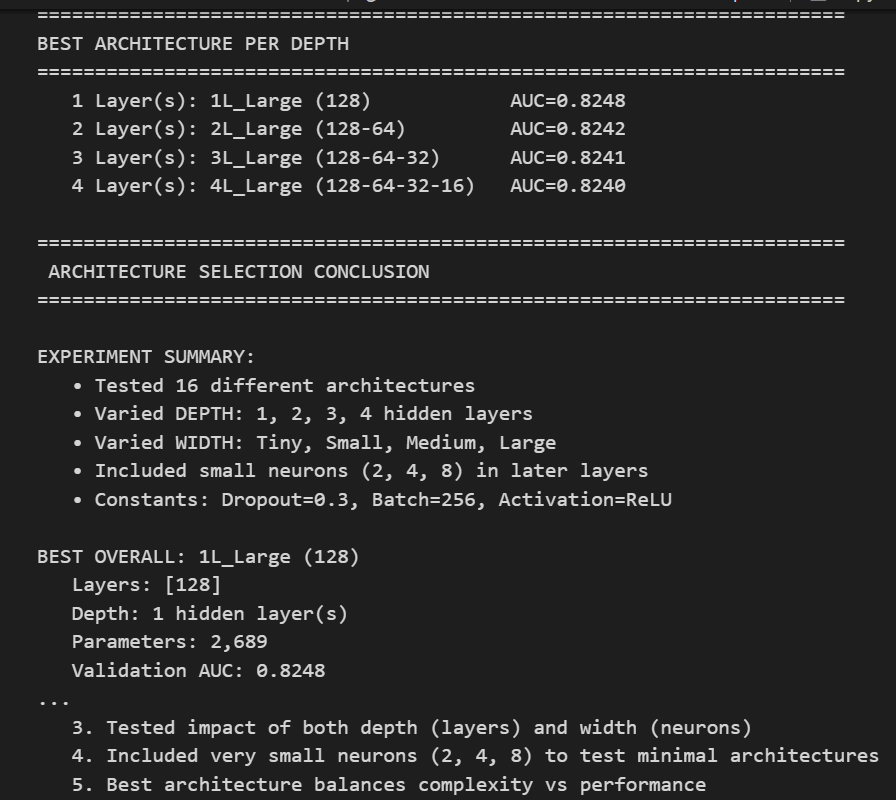 ======================================================================
BEST ARCHITECTURE PER DEPTH
======================================================================
1 Layer(s): 1L_Large (128) AUC=0.8248
2 Layer(s): 2L_Large (128-64) AUC=0.8242
3 Layer(s): 3L_Large (128-64-32) AUC=0.8241
4 Layer(s): 4L_Large (128-64-32-16) AUC=0.8240
======================================================================
ARCHITECTURE SELECTION CONCLUSION
======================================================================
EXPERIMENT SUMMARY:
• Tested 16 different architectures
• Varied DEPTH: 1, 2, 3, 4 hidden layers
• Varied WIDTH: Tiny, Small, Medium, Large
• Included small neurons (2, 4, 8) in later layers
• Constants: Dropout=0.3, Batch=256, Activation=ReLU
BEST OVERALL: 1L_Large (128)
Layers: [128]
Depth: 1 hidden layer(s)
Parameters: 2,689
Validation AUC: 0.8248
...
3. Tested impact of both depth (layers) and width (neurons)
4. Included very small neurons (2, 4, 8) to test minimal architectures
5. Best architecture balances complexity vs performance